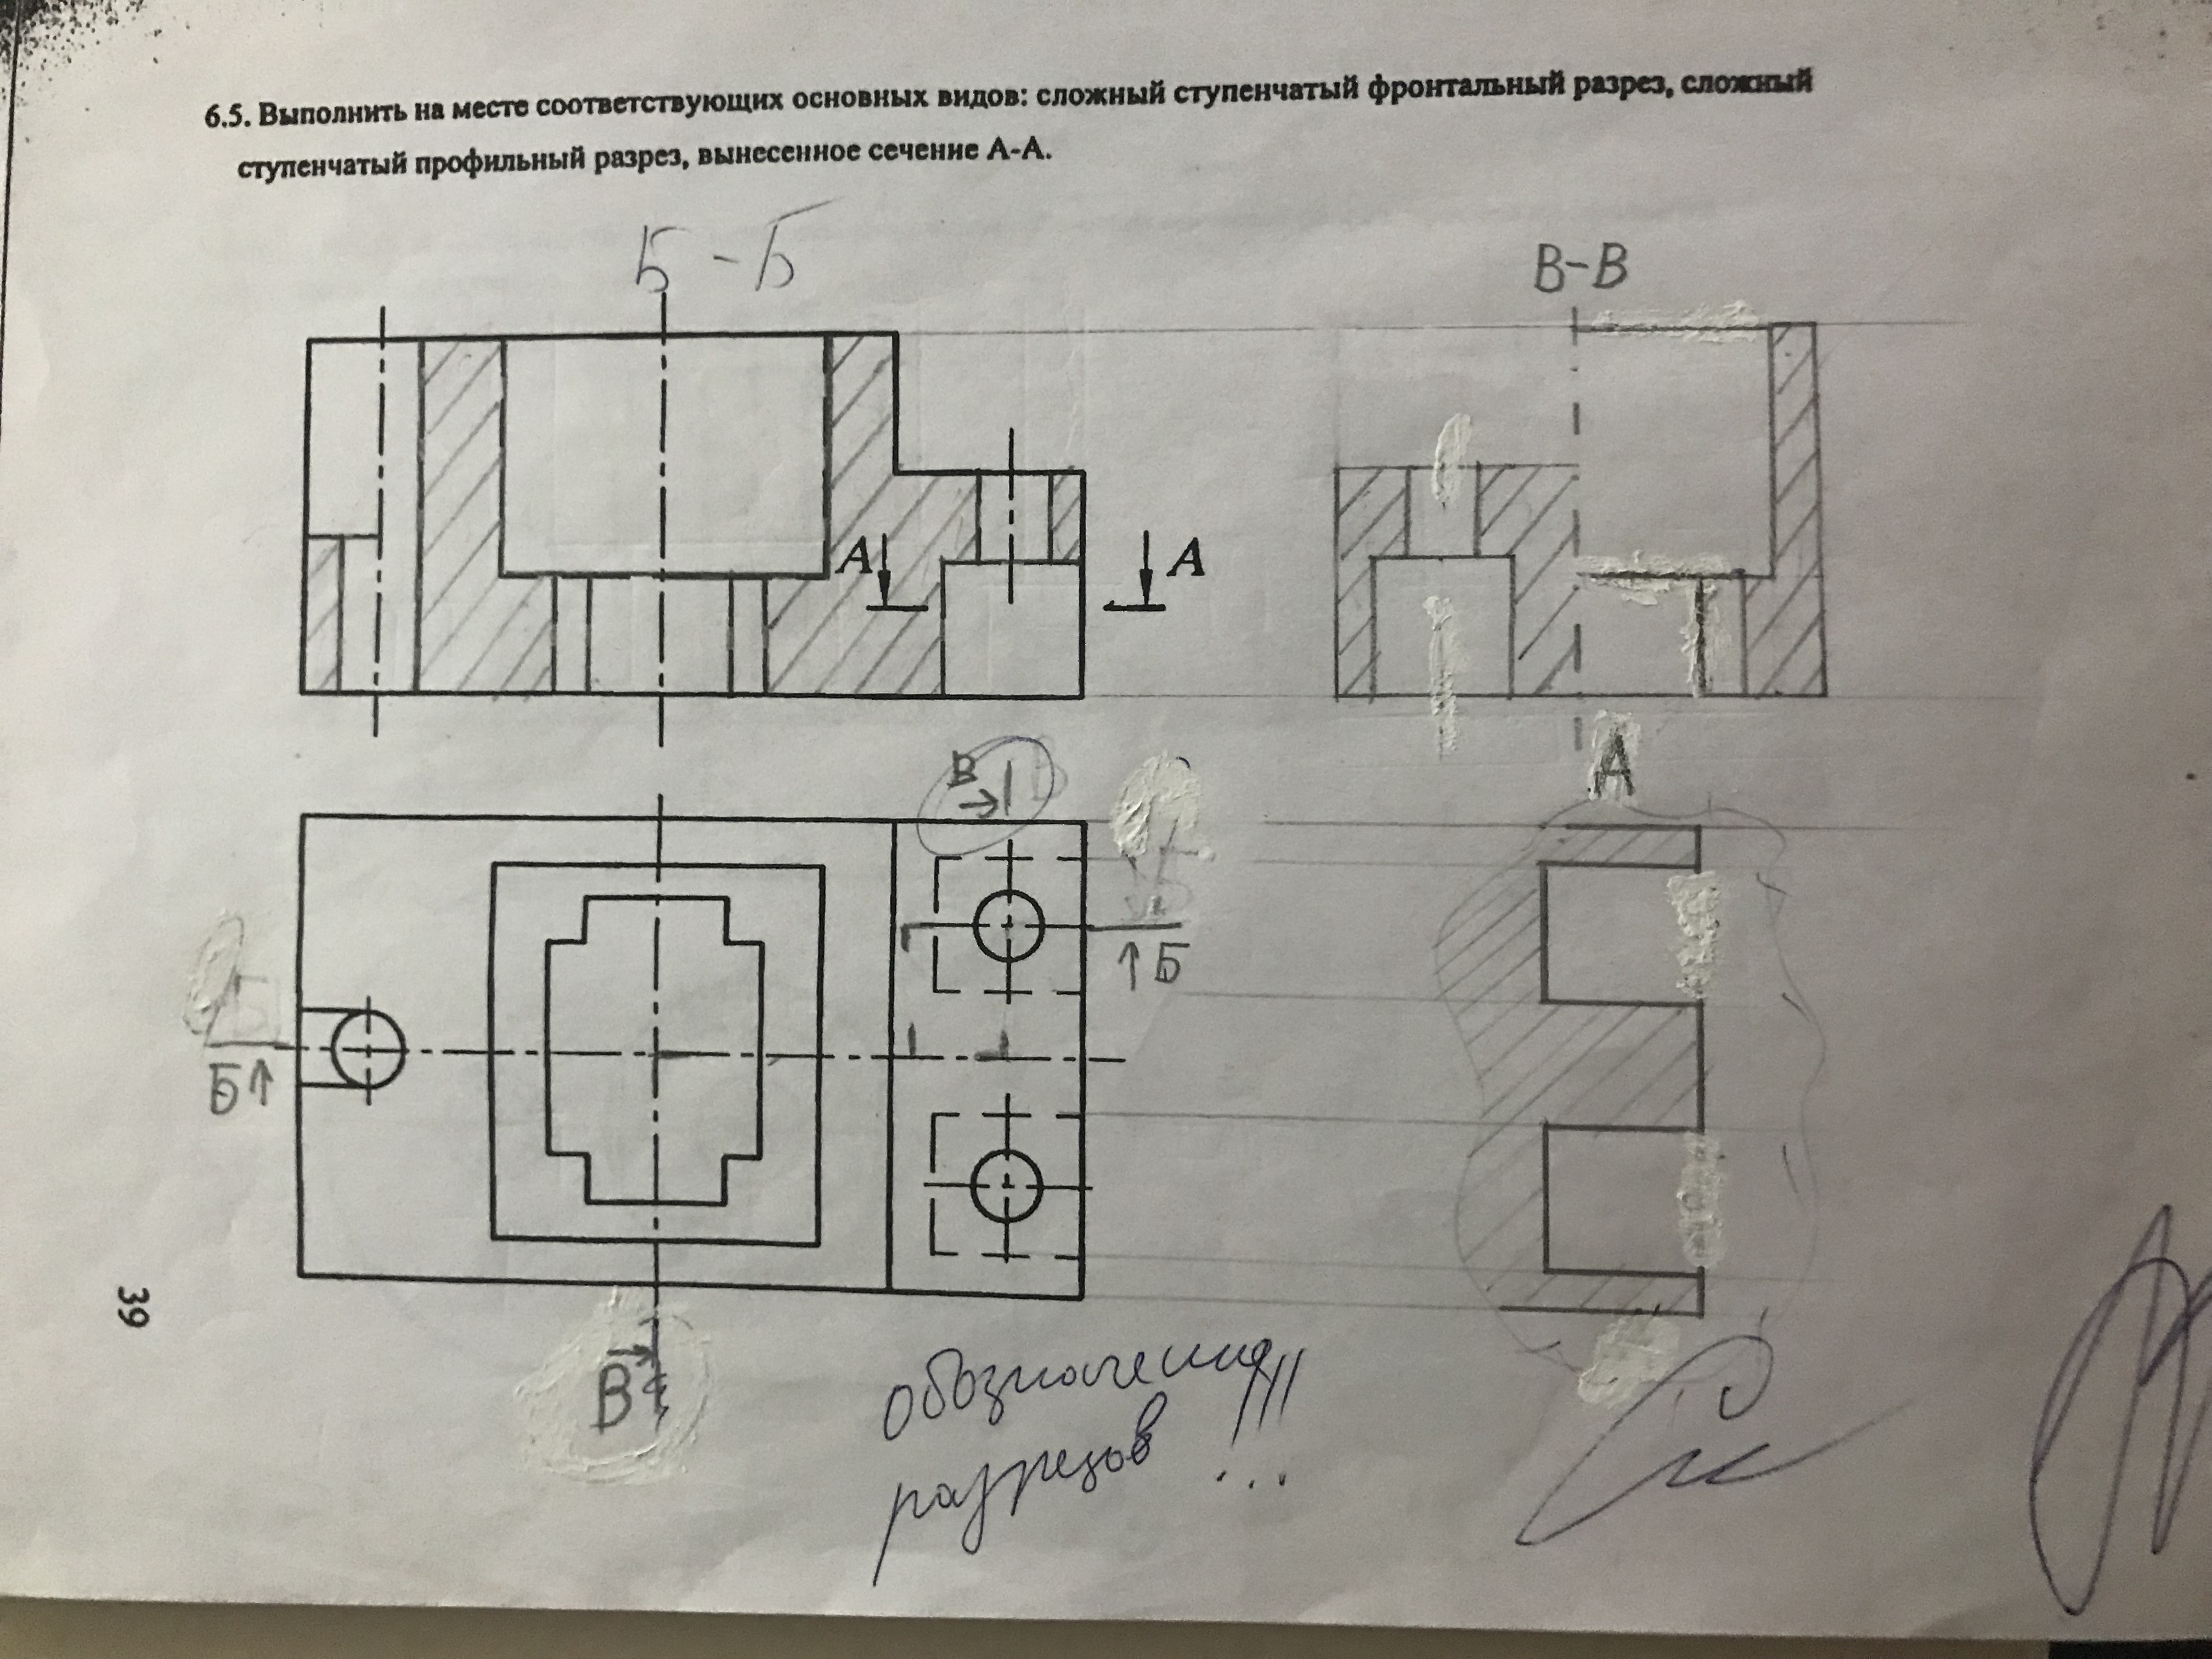 6.5. Выполнить на месте соответствующих основных видов: сложный ступенчатый фронтальный разрез, сложный
ступенчатый профильный разрез, вынесенное сечение А-А.
Б-Б
В-В
А
А
В
Б
Б
А
В
обозначения
разрезов
39